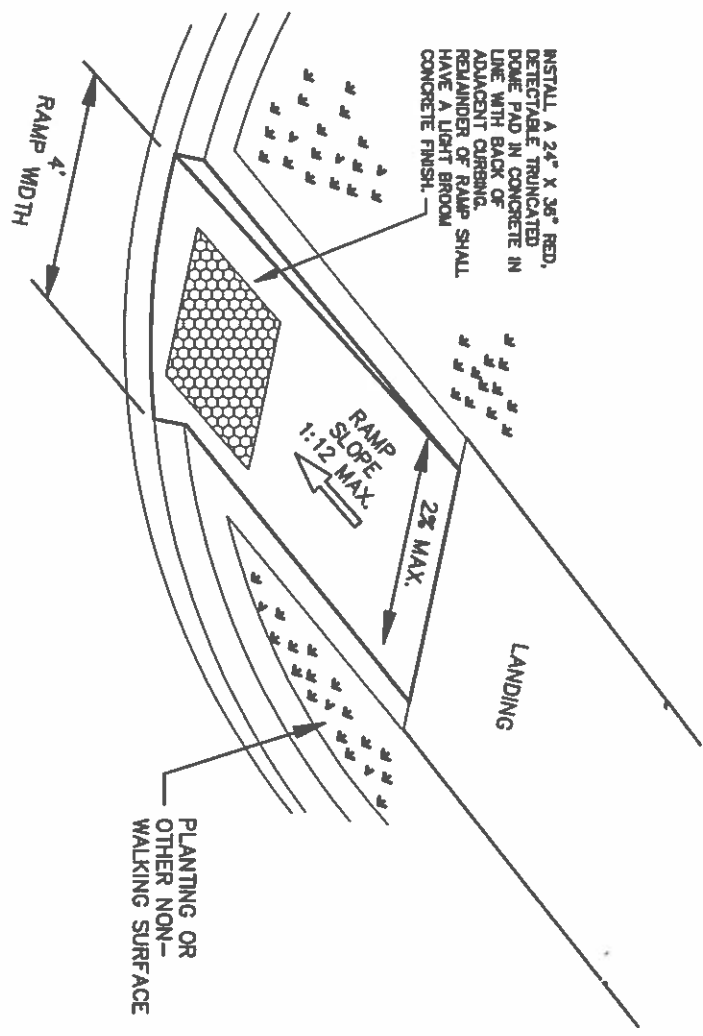 INSTALL A 24" X 36" RED,
DETECTABLE TRUNCATED
DOME PAD IN CONCRETE IN
LINE WITH BACK OF
ADJACENT CURBING.
REMAINDER OF RAMP SHALL
HAVE A LIGHT BROOM
CONCRETE FINISH.
RAMP 4'
WIDTH
RAMP
SLOPE
1:12 MAX.
2% MAX.
LANDING
PLANTING OR
OTHER NON-
WALKING SURFACE